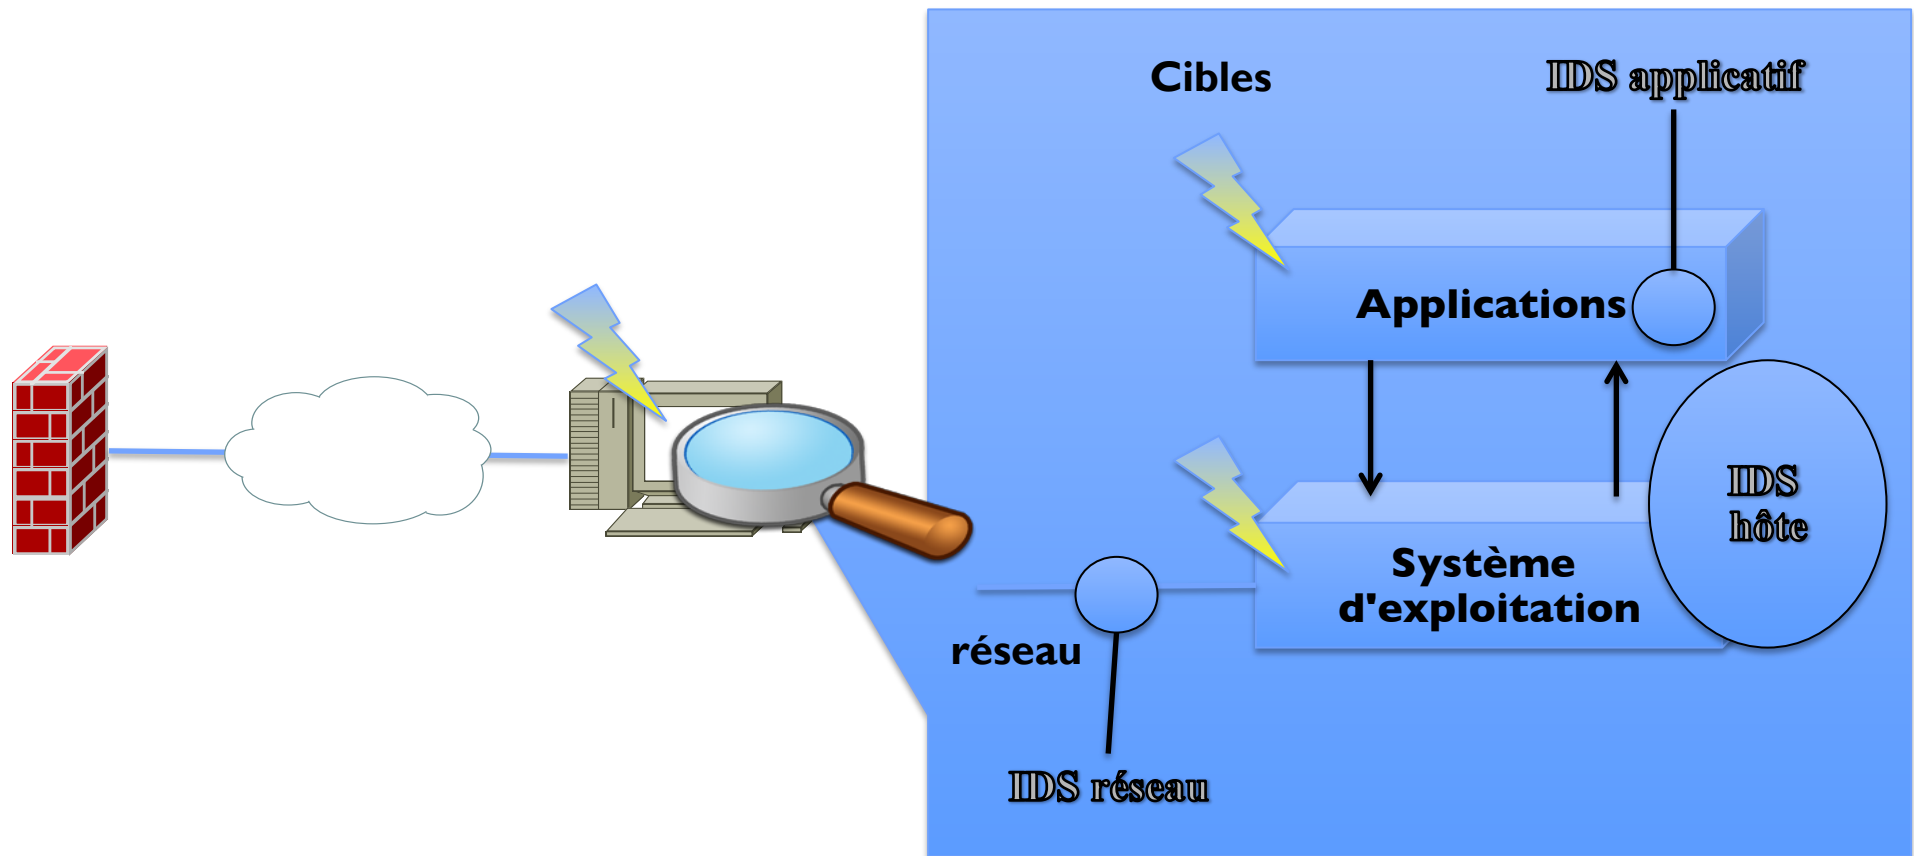 Cibles
IDS applicatif
Applications
IDS
hôte
Système
d'exploitation
réseau
IDS réseau